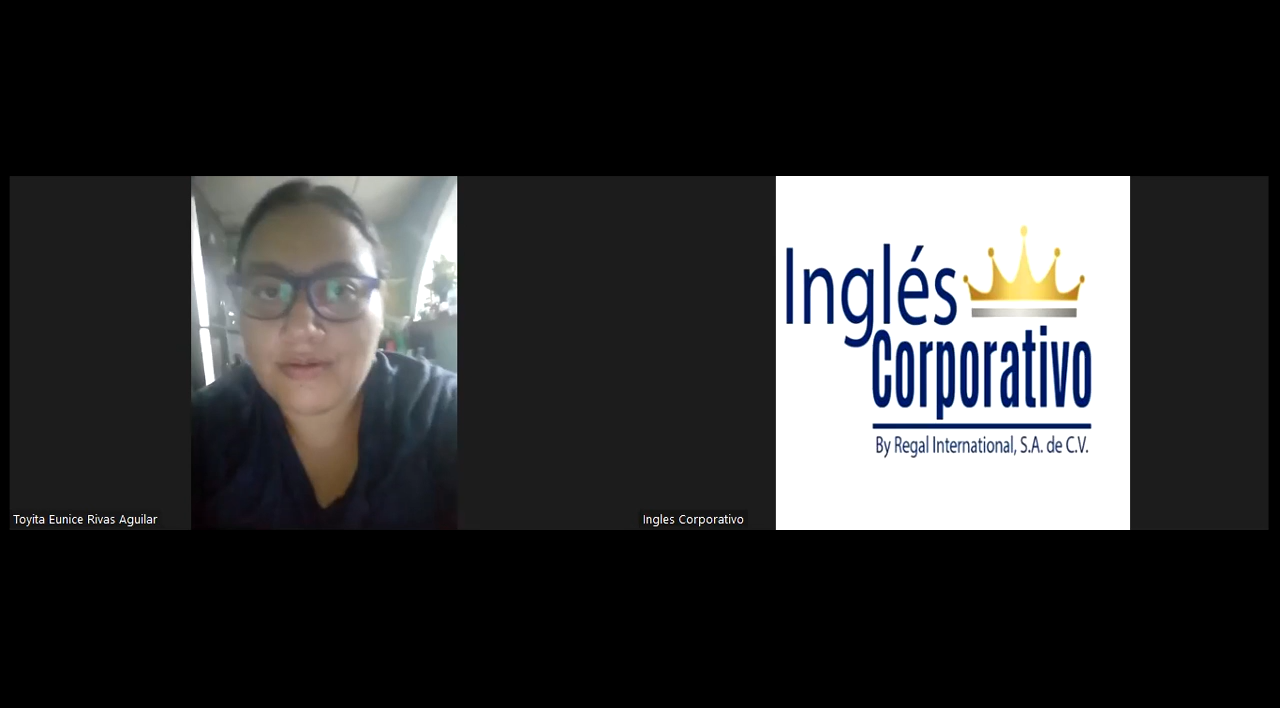 Inglés
Corporativo
By Regal International, S.A. de C.V.
Toyita Eunice Rivas Aguilar
Ingles Corporativo